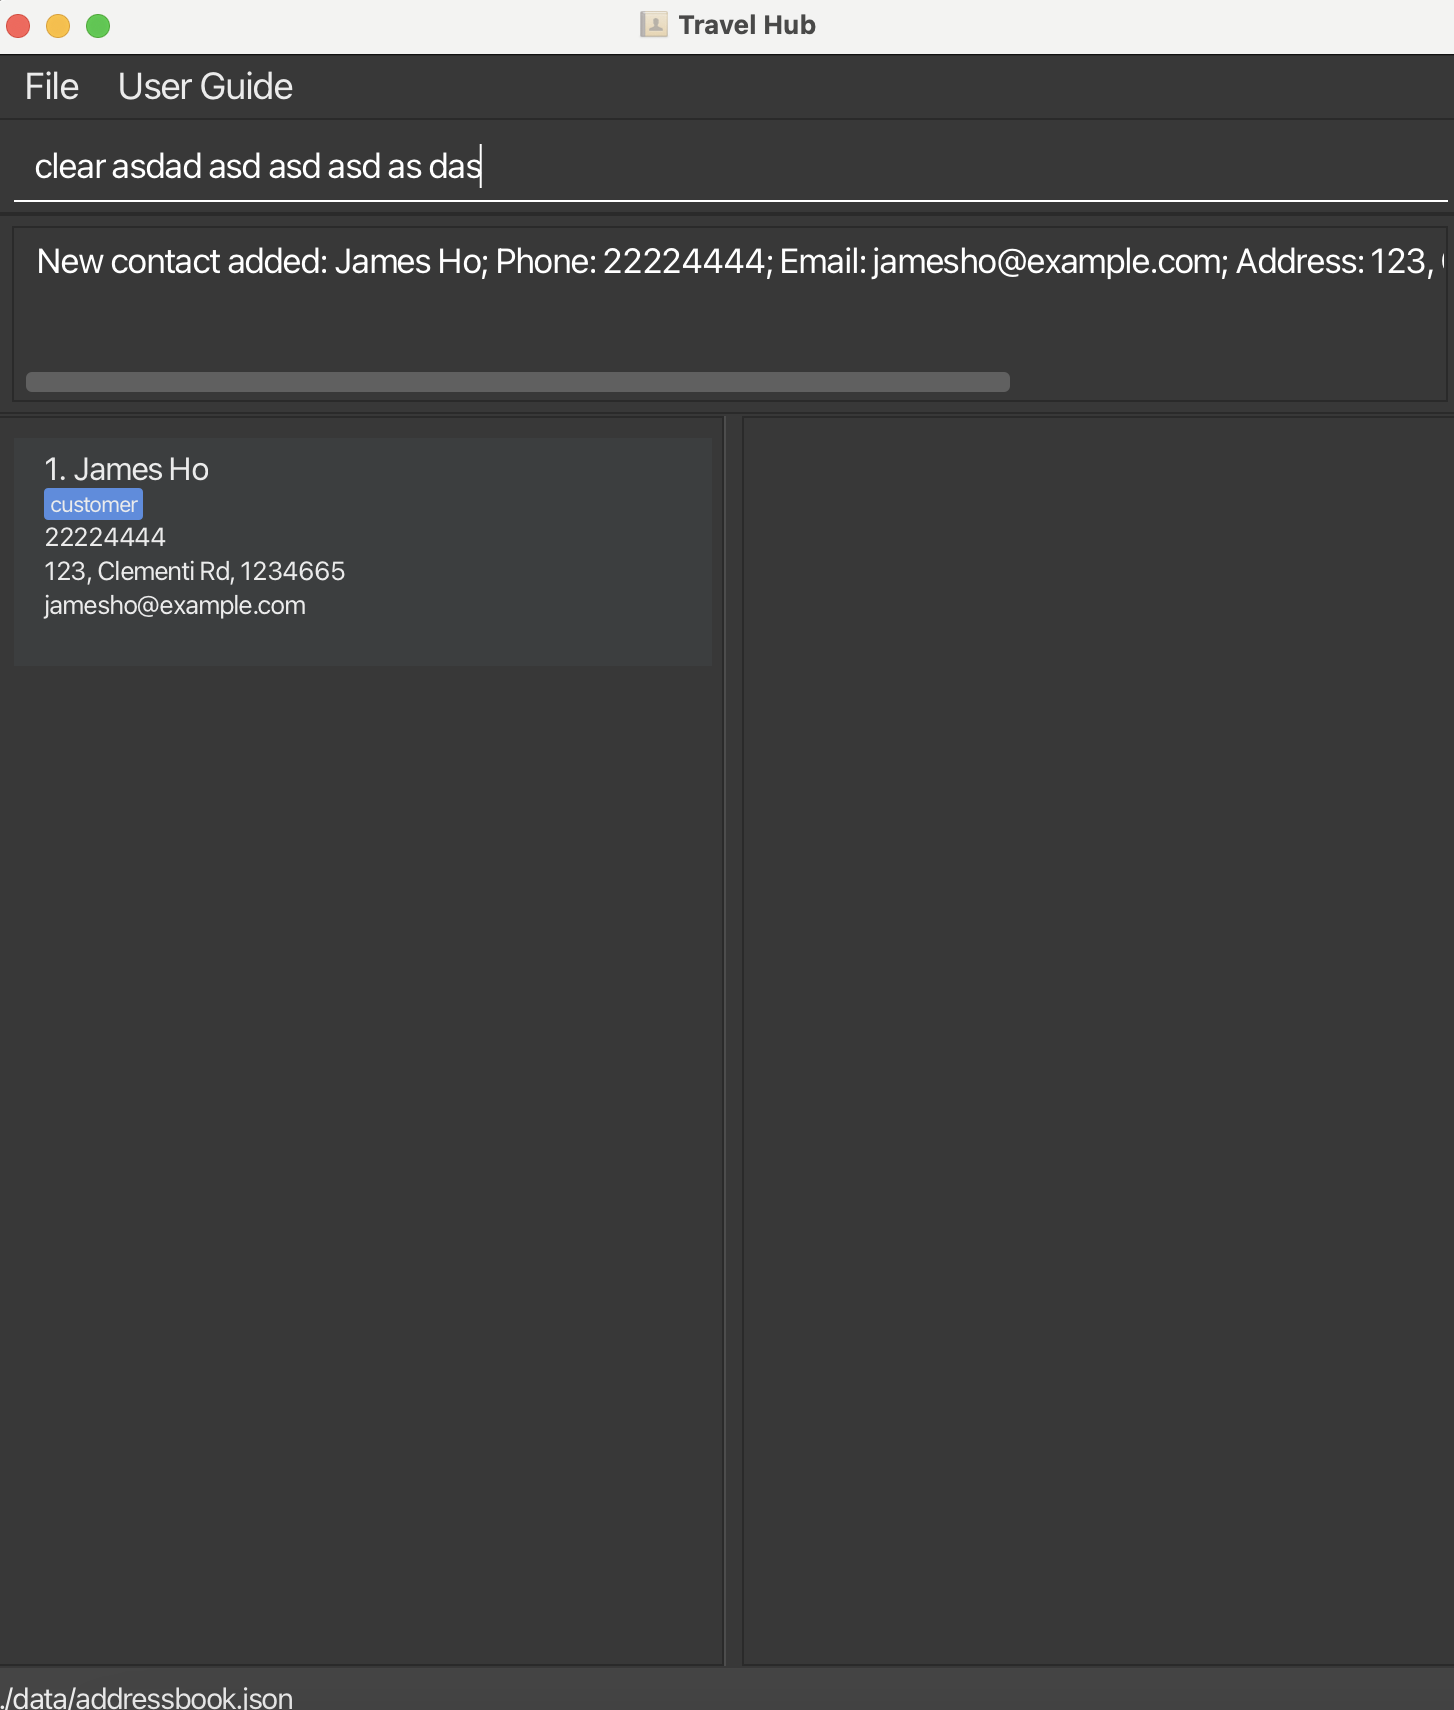 Travel Hub
File User Guide
clear asdad asd asd asd as das
New contact added: James Ho; Phone: 22224444; Email: jamesho@example.com; Address: 123,
1. James Ho
customer
22224444
123, Clementi Rd, 1234665
jamesho@example.com
./data/addressbook.json